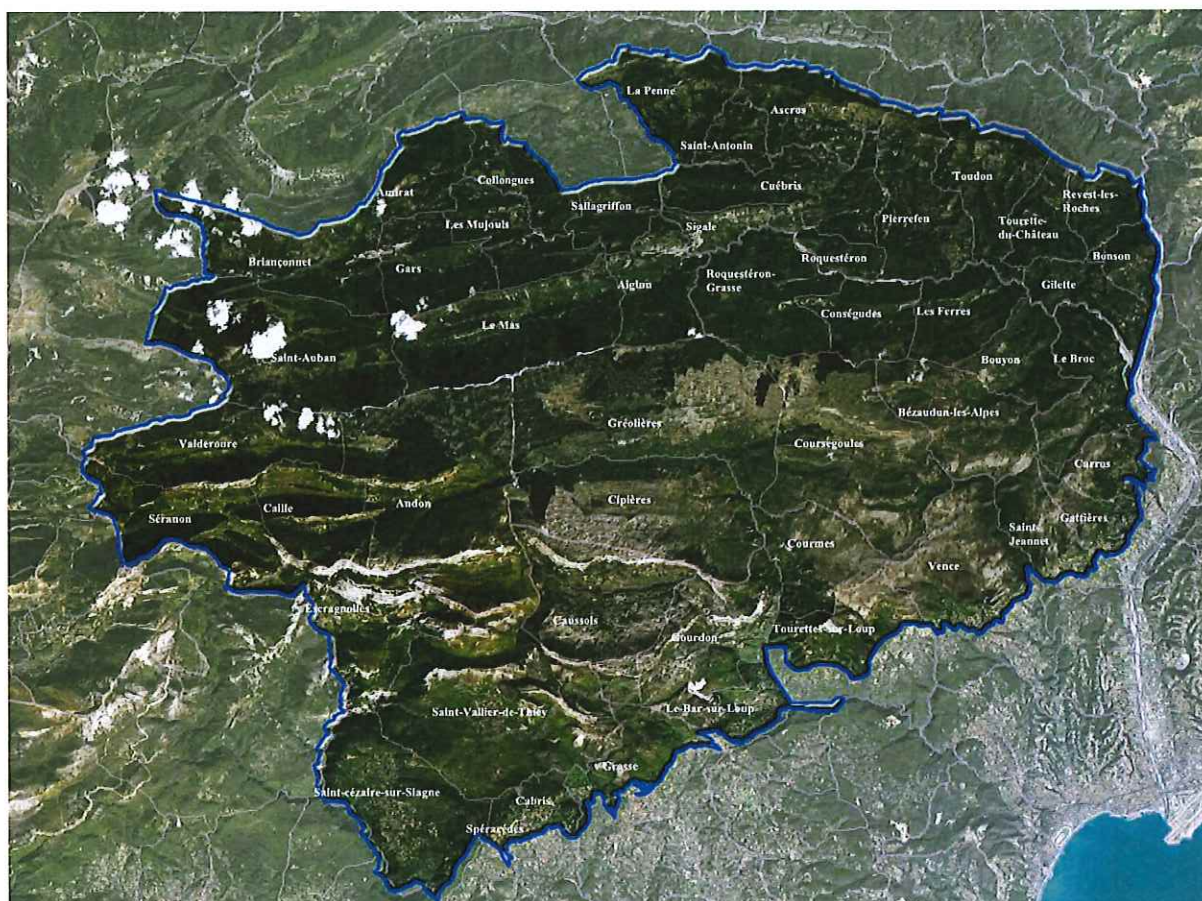 La Penne
Ascros
Saint-Antonin
Collongues
Toudon
Amirat
Cuébris
Revest-les-
Roches
Sallagriffon
Les Mujouls
Sigale
Pierrefeu
Tourette-
du-Château
Bonson
Briançonnet
Gars
Roquestéron
Aiglun
Roquestéron-
Grasse
Gilette
Conségudes
Les Ferres
Le Mas
Saint-Auban
Bouyon
Le Broc
Bézaudun-les-Alpes
Gréolières
Valderoure
Coursegoules
Carros
Andon
Cipières
Caille
Séranon
Gattières
Saint-
Jeannet
Courmes
Vence
Escragnolles
Caussols
Gourdon
Tourettes-sur-Loup
Saint-Vallier-de-Thiey
Le Bar-sur-Loup
Grasse
Saint-cézaire-sur-Siagne
Cabris
Spéracèdes